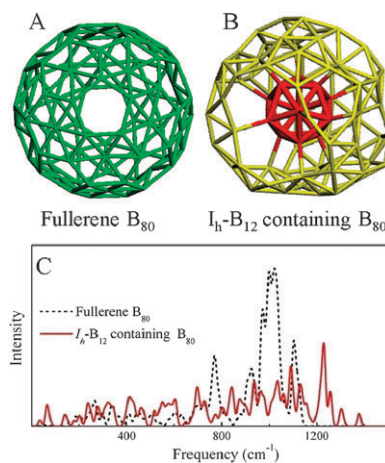 A
B
Fullerene B₈₀
Iₕ-B₁₂ containing B₈₀
C
Fullerene B₈₀
Iₕ-B₁₂ containing B₈₀
Intensity
400 800 1200
Frequency (cm⁻¹)